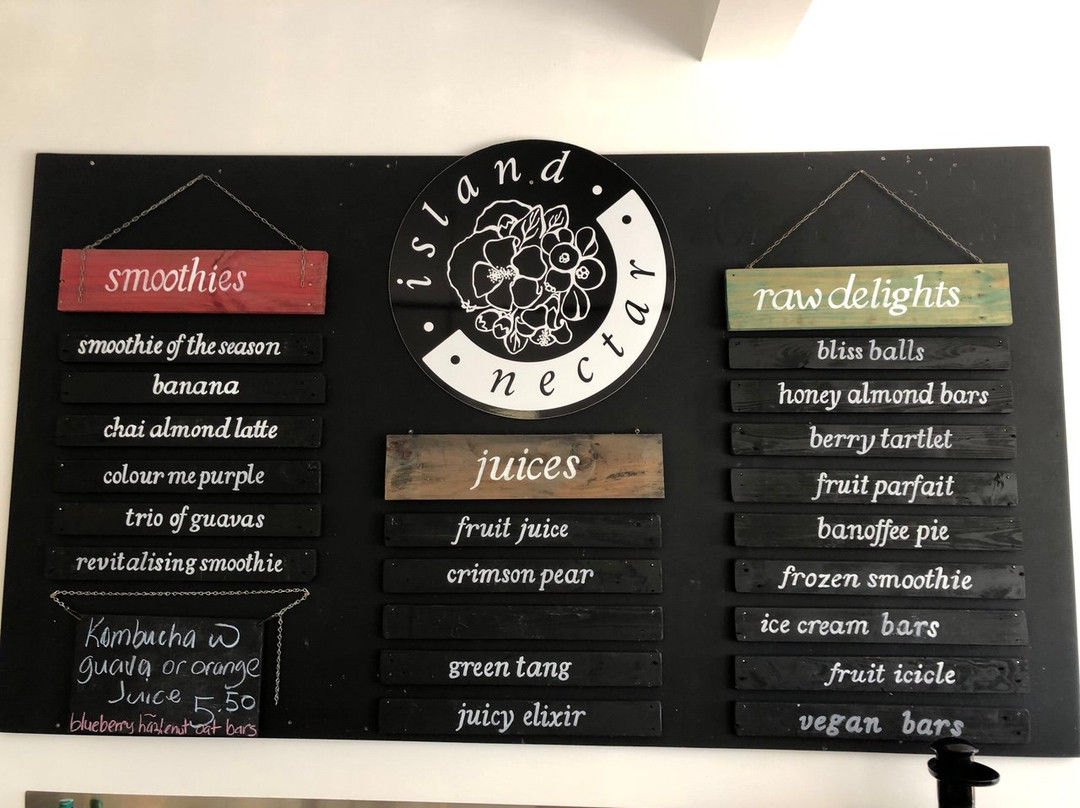 island
nectar
smoothies
smoothie of the season
banana
chai almond latte
colour me purple
trio of guavas
revitalising smoothie
Kombucha w
guava or orange
Juice 5.50
blueberry hazlenut oat bars
juices
fruit juice
crimson pear
green tang
juicy elixir
raw delights
bliss balls
honey almond bars
berry tartlet
fruit parfait
banoffee pie
frozen smoothie
ice cream bars
fruit icicle
vegan bars